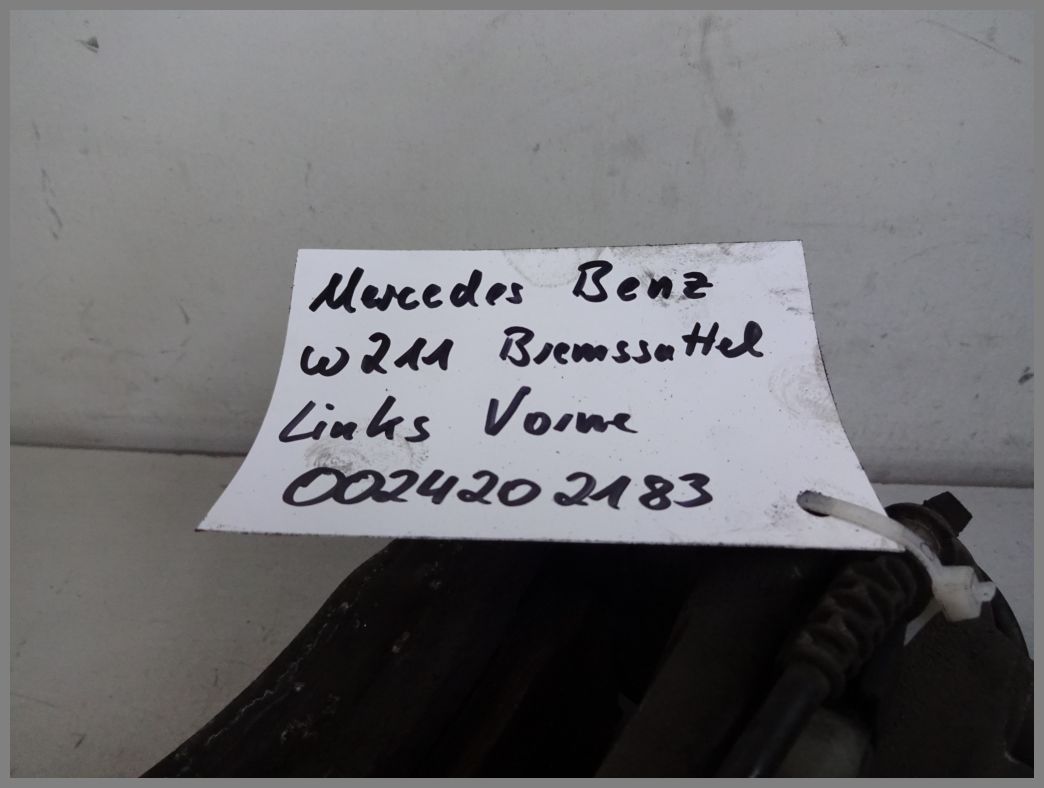 Mercedes Benz
W211 Bremssattel
Links Vorne
0024202183